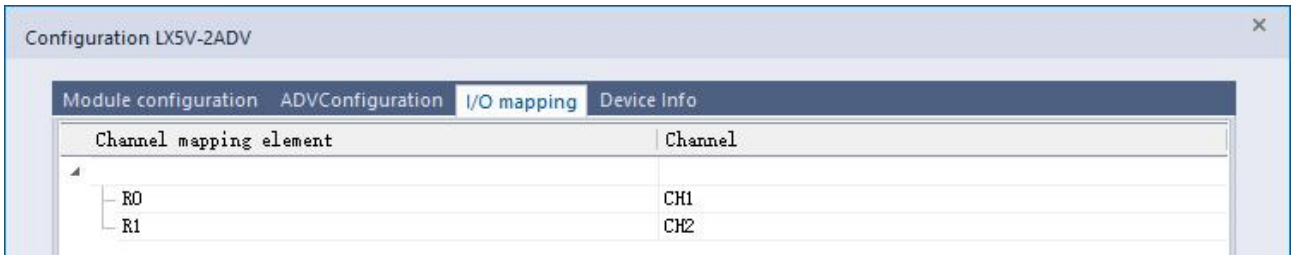 Configuration LX5V-2ADV
Module configuration ADVConfiguration I/O mapping Device Info
Channel mapping element Channel
R0 CH1
R1 CH2